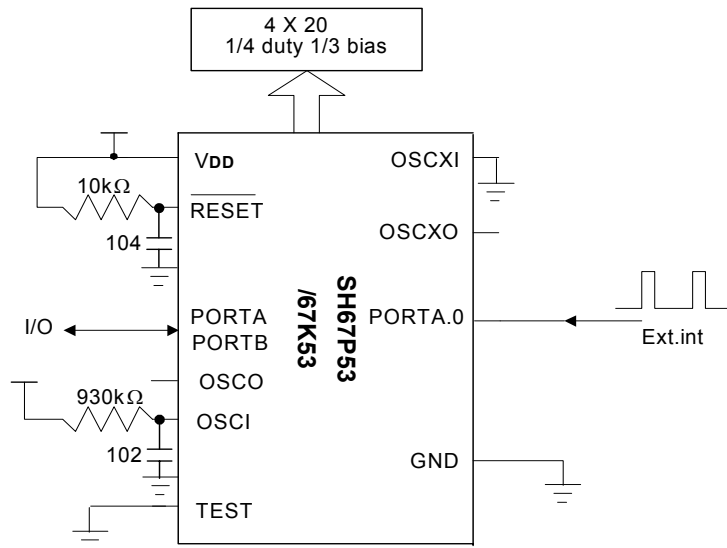 4 X 20
1/4 duty 1/3 bias
VDD
OSCXI
10kΩ
RESET
OSCXO
104
SH67P53
/67K53
PORTA
PORTB
PORTA.0
I/O
Ext.int
OSCO
930kΩ
OSCI
102
GND
TEST